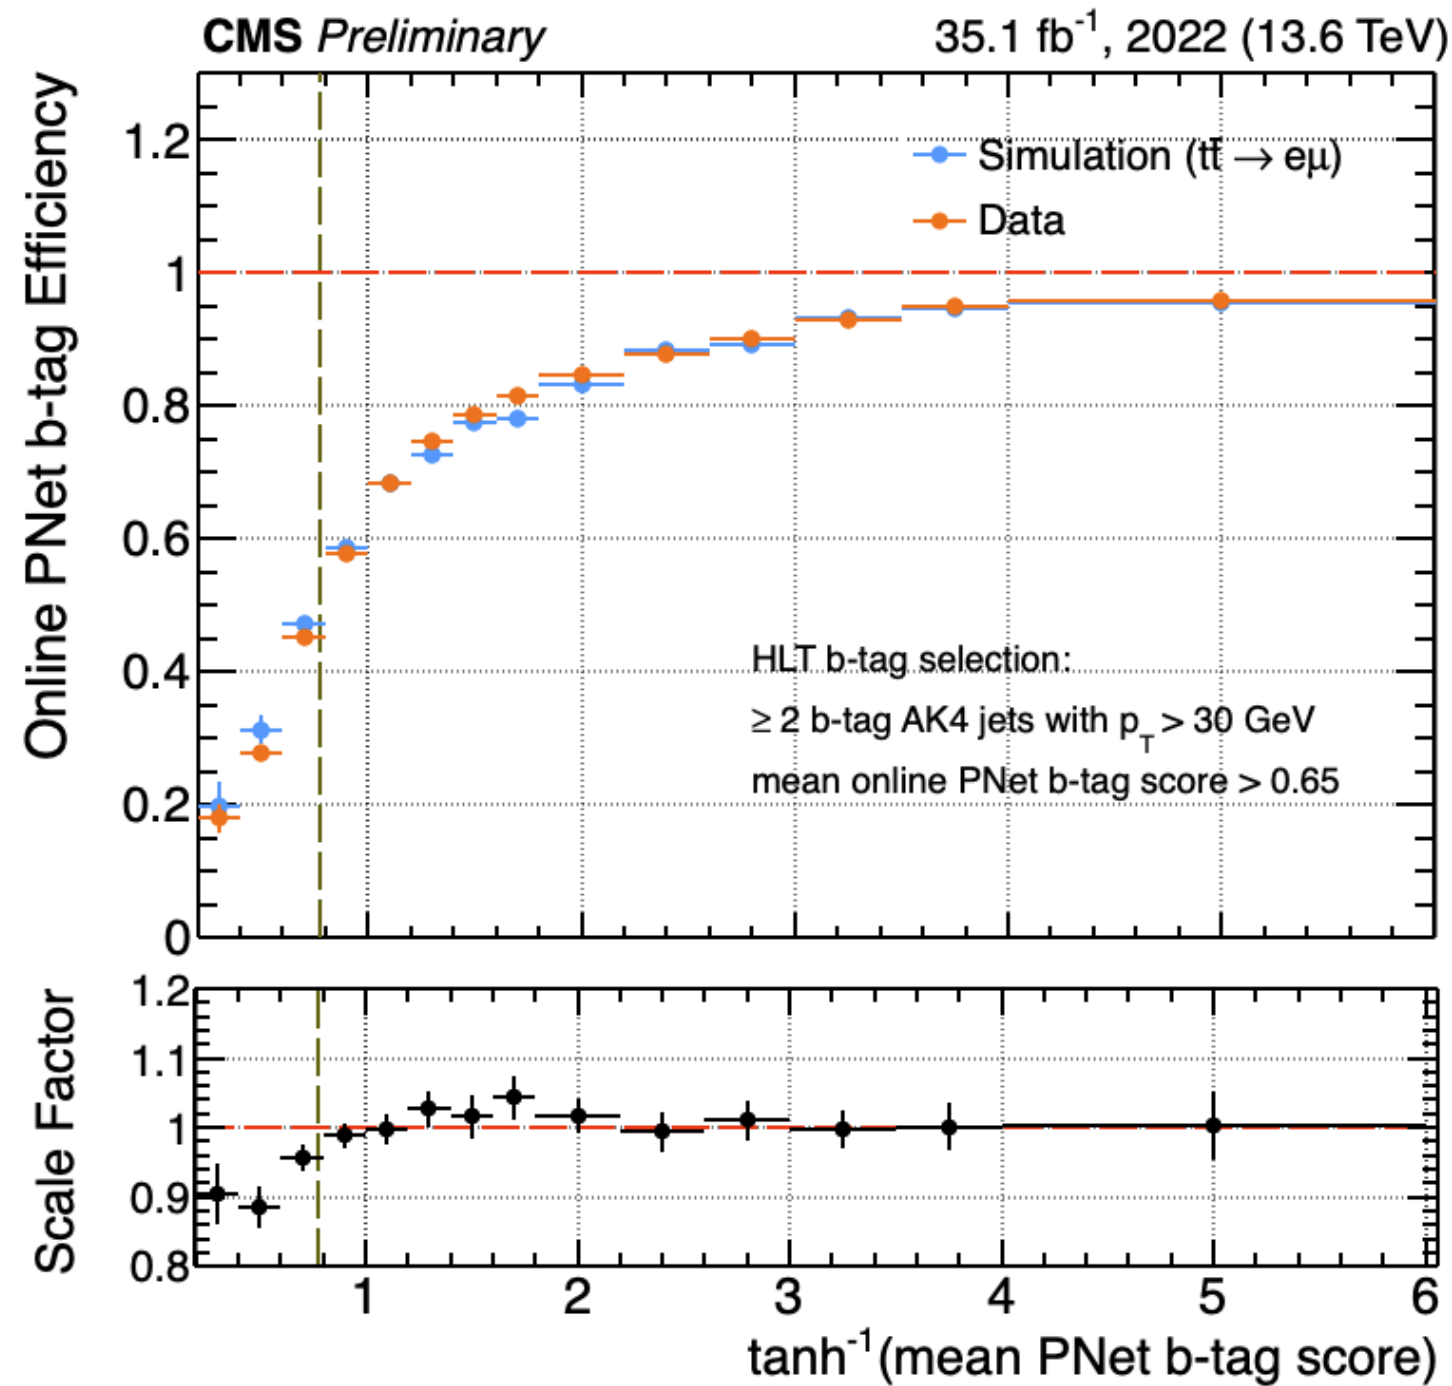 CMS Preliminary 35.1 fb⁻¹, 2022 (13.6 TeV)
Online PNet b-tag Efficiency
1.2
1
0.8
0.6
0.4
0.2
0
Simulation (tt̄ → eμ)
Data
HLT b-tag selection:
≥ 2 b-tag AK4 jets with p_T > 30 GeV
mean online PNet b-tag score > 0.65
Scale Factor
1.2
1.1
1
0.9
0.8
1 2 3 4 5 6
tanh⁻¹(mean PNet b-tag score)